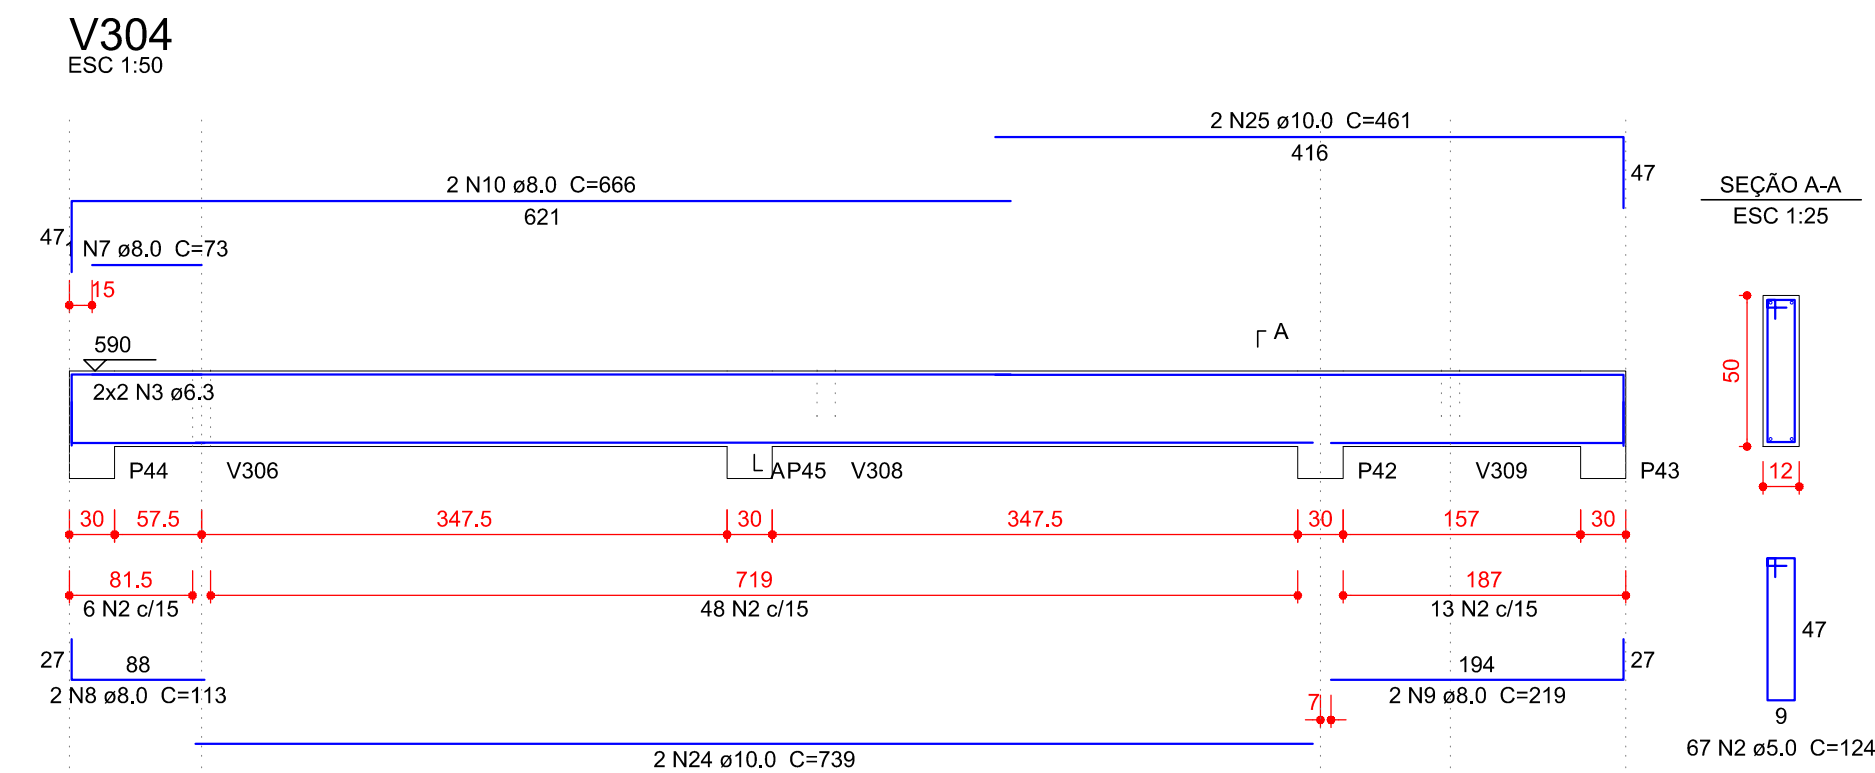 V304
ESC 1:50
2 N25 ø10.0  C=461
416
47
2 N10 ø8.0  C=666
621
47
1 N7 ø8.0  C=73
15
SEÇÃO A-A
ESC 1:25
A
590
2x2 N3 ø6.3
50
12
P44
V306
A
P45
V308
P42
V309
P43
30
57.5
347.5
30
347.5
30
157
30
81.5
719
187
6 N2 c/15
48 N2 c/15
13 N2 c/15
47
27
88
2 N8 ø8.0  C=113
194
27
2 N9 ø8.0  C=219
7
2 N24 ø10.0  C=739
9
67 N2 ø5.0  C=124